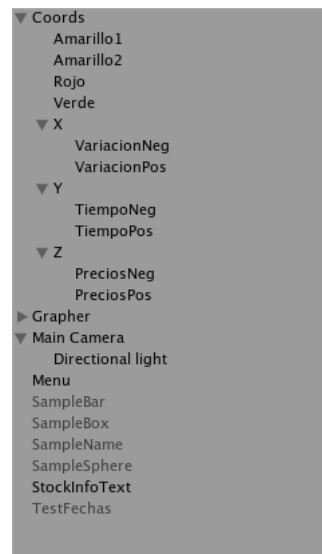 Coords
Amarillo1
Amarillo2
Rojo
Verde
X
VariacionNeg
VariacionPos
Y
TiempoNeg
TiempoPos
Z
PreciosNeg
PreciosPos
Grapher
Main Camera
Directional light
Menu
SampleBar
SampleBox
SampleName
SampleSphere
StockInfoText
TestFechas